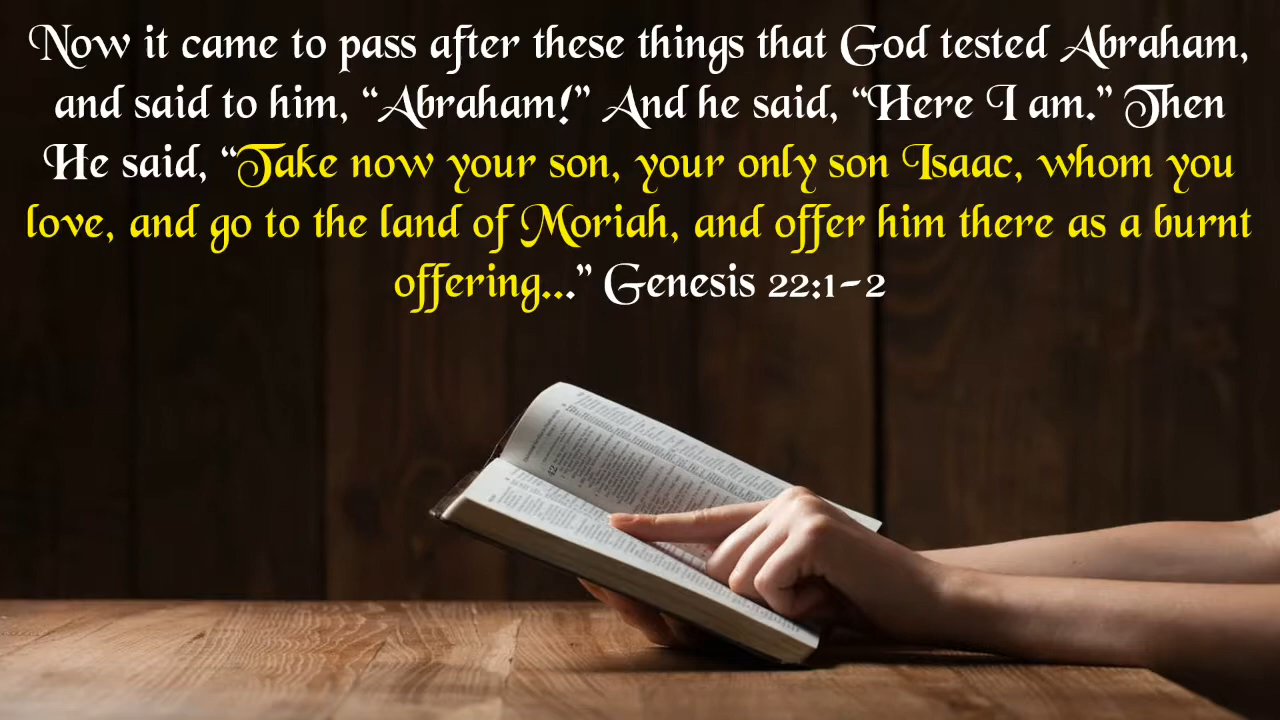 Now it came to pass after these things that God tested Abraham,
and said to him, “Abraham!” And he said, “Here I am.” Then
He said, “Take now your son, your only son Isaac, whom you
love, and go to the land of Moriah, and offer him there as a burnt
offering...” Genesis 22:1-2
42